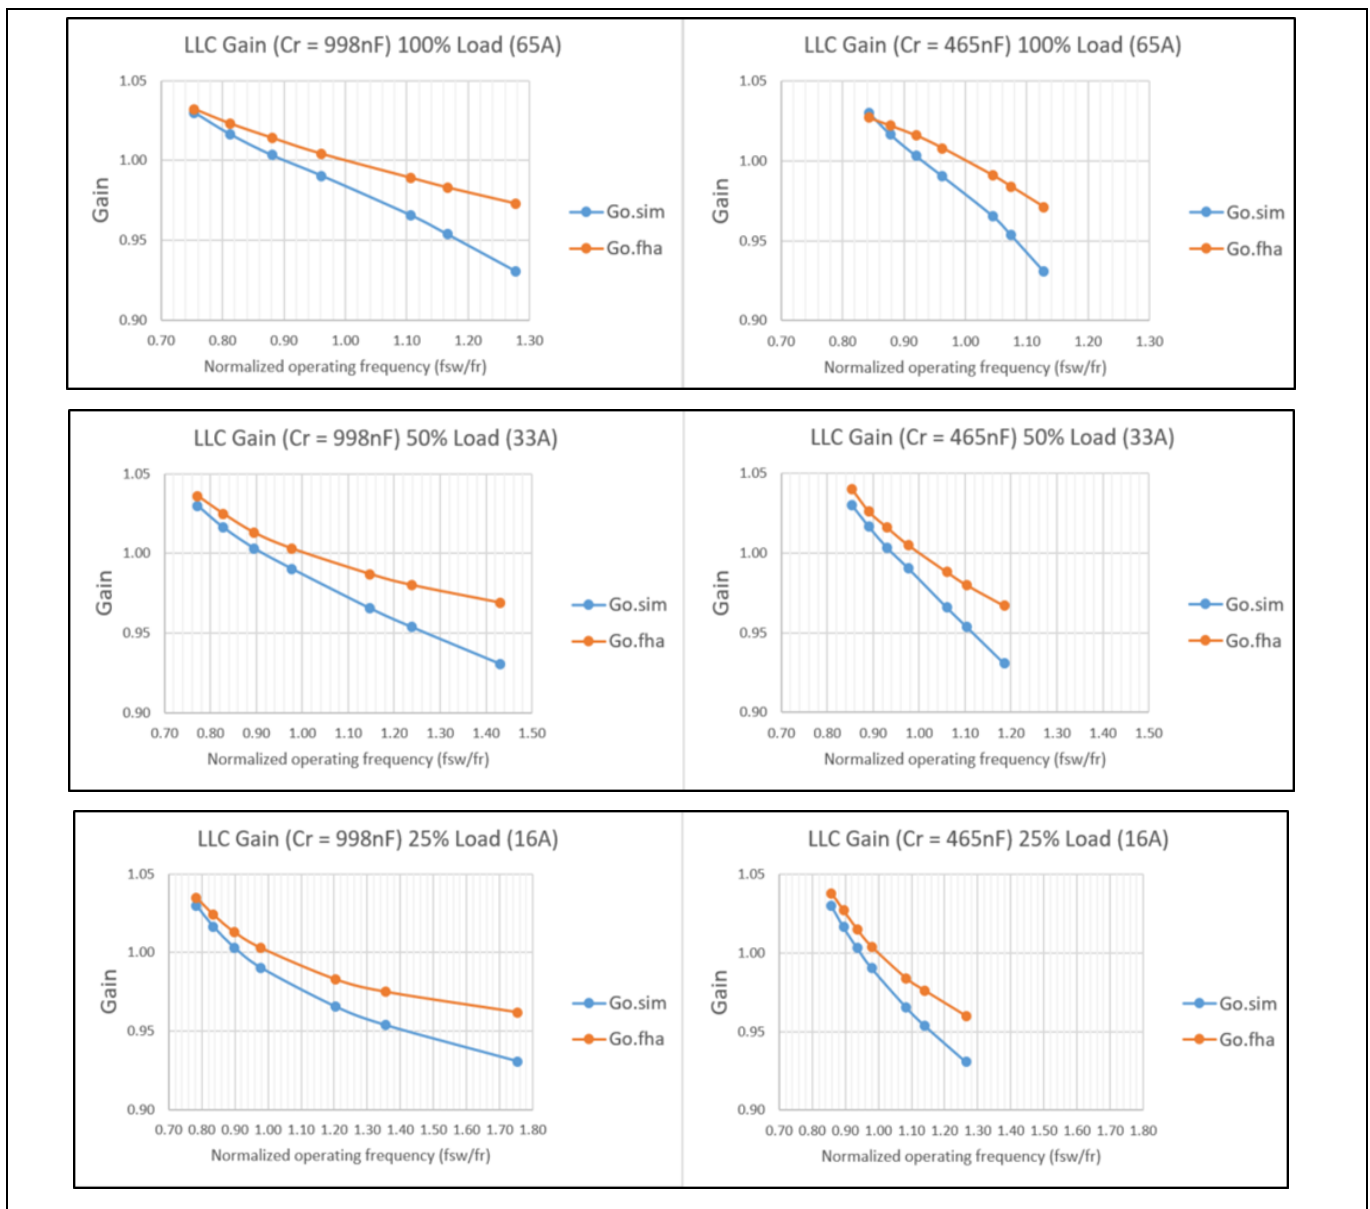 LLC Gain (Cr = 998nF) 100% Load (65A)
1.05
1.00
0.95
0.90
Gain
0.70 0.80 0.90 1.00 1.10 1.20 1.30
Normalized operating frequency (fsw/fr)
Go.sim
Go.fha
LLC Gain (Cr = 465nF) 100% Load (65A)
1.05
1.00
0.95
0.90
Gain
0.70 0.80 0.90 1.00 1.10 1.20 1.30
Normalized operating frequency (fsw/fr)
Go.sim
Go.fha
LLC Gain (Cr = 998nF) 50% Load (33A)
1.05
1.00
0.95
0.90
Gain
0.70 0.80 0.90 1.00 1.10 1.20 1.30 1.40 1.50
Normalized operating frequency (fsw/fr)
Go.sim
Go.fha
LLC Gain (Cr = 465nF) 50% Load (33A)
1.05
1.00
0.95
0.90
Gain
0.70 0.80 0.90 1.00 1.10 1.20 1.30 1.40 1.50
Normalized operating frequency (fsw/fr)
Go.sim
Go.fha
LLC Gain (Cr = 998nF) 25% Load (16A)
1.05
1.00
0.95
0.90
Gain
0.70 0.80 0.90 1.00 1.10 1.20 1.30 1.40 1.50 1.60 1.70 1.80
Normalized operating frequency (fsw/fr)
Go.sim
Go.fha
LLC Gain (Cr = 465nF) 25% Load (16A)
1.05
1.00
0.95
0.90
Gain
0.70 0.80 0.90 1.00 1.10 1.20 1.30 1.40 1.50 1.60 1.70 1.80
Normalized operating frequency (fsw/fr)
Go.sim
Go.fha